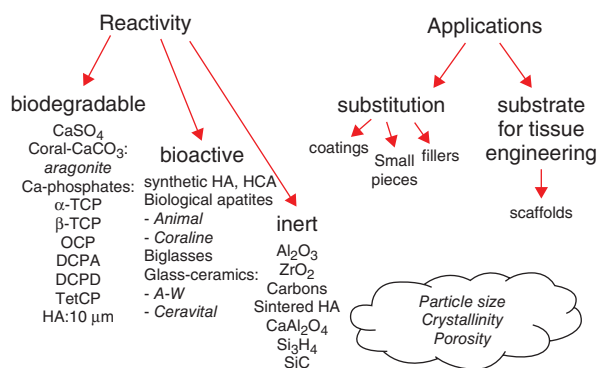 Reactivity
biodegradable
CaSO4
Coral-CaCO3:
aragonite
Ca-phosphates:
α-TCP
β-TCP
OCP
DCPA
DCPD
TetCP
HA:10 μm
bioactive
synthetic HA, HCA
Biological apatites
- Animal
- Coraline
Biglasses
Glass-ceramics:
- A-W
- Ceravital
inert
Al2O3
ZrO2
Carbons
Sintered HA
CaAl2O4
Si3H4
SiC
Applications
substitution
coatings
Small
pieces
fillers
substrate
for tissue
engineering
scaffolds
Particle size
Crystallinity
Porosity